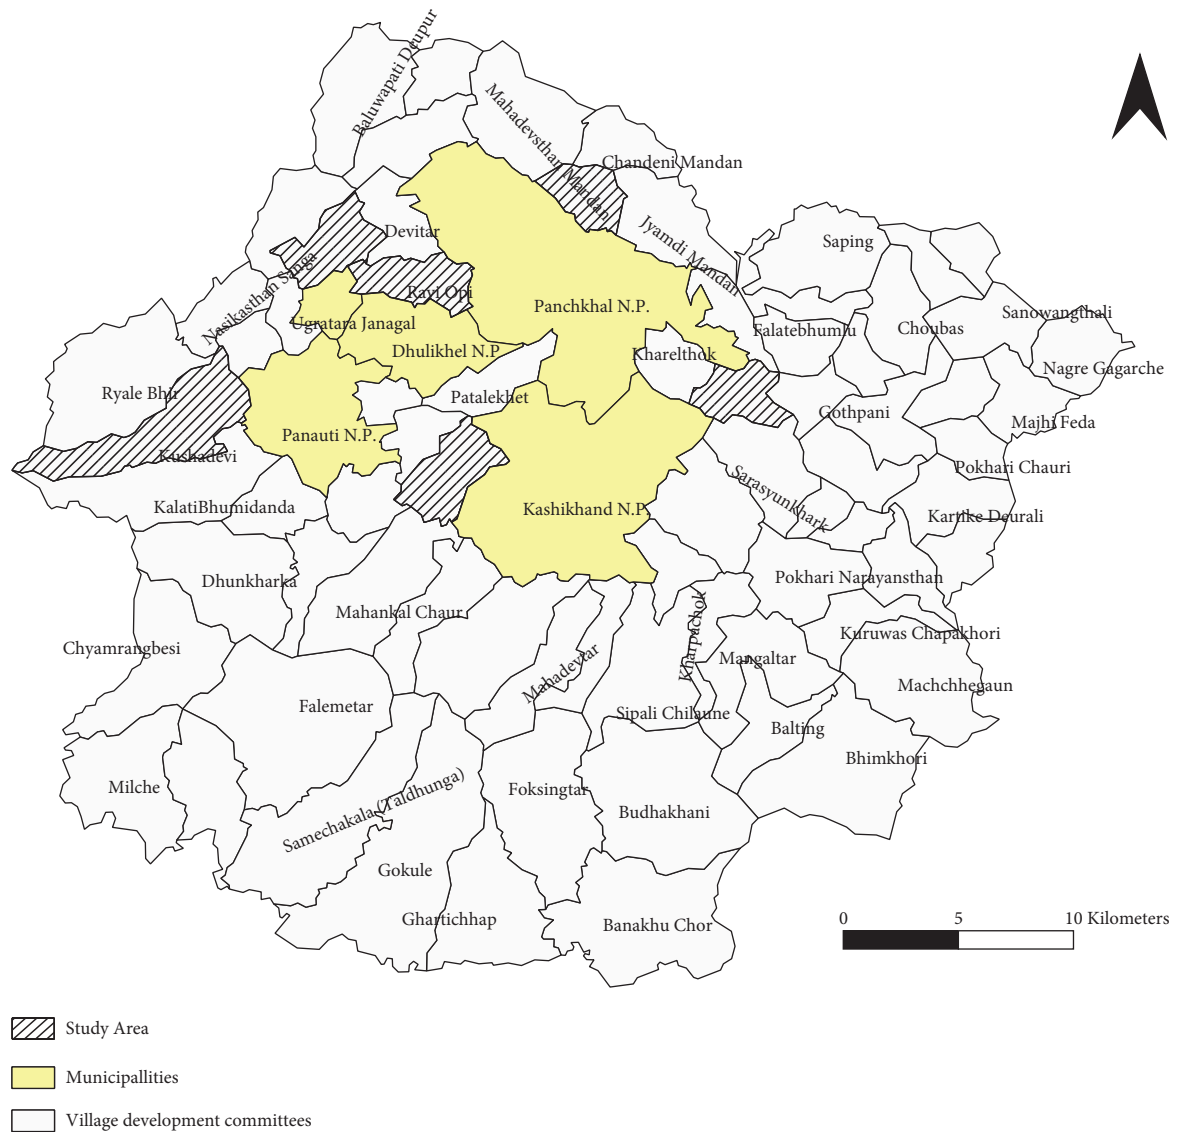 Baluwapati Deupur
Mahadevsthan Mandan
Chandeni Mandan
Devitar
Jyamdi Mandan
Saping
Nasikasthan Sanga
Ravi Opi
Panchkhal N.P.
Sanowangthali
Ugratara Janagal
Falatebhumlu
Choubas
Dhulikhel N.P
Kharelthok
Nagre Gagarche
Ryale Bhir
Patalekhet
Gothpani
Majhi Feda
Panauti N.P.
Kushadevi
Pokhari Chauri
Sarasyunkhark
KalatiBhumidanda
Kashikhand N.P.
Kartike Deurali
Dhunkharka
Pokhari Narayansthan
Mahankal Chaur
Kharpachok
Kuruwas Chapakhori
Chyamrangbesi
Mahadevtar
Mangaltar
Machchhegaun
Falemetar
Sipali Chilaune
Balting
Bhimkhori
Milche
Samechakala (Taldhunga)
Foksingtar
Budhakhani
Gokule
Ghartichhap
Banakhu Chor
0 5 10 Kilometers
Study Area
Municipallities
Village development committees